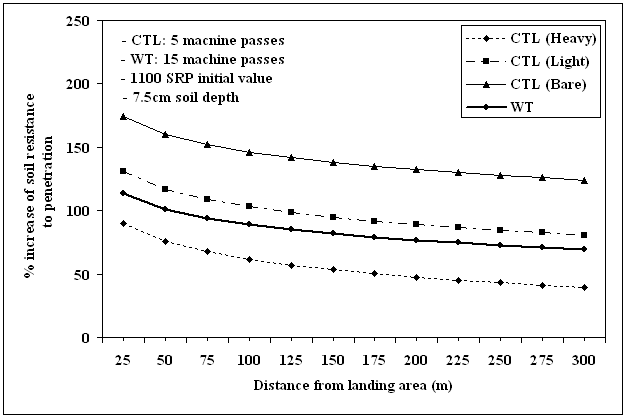 250
200
150
100
50
0
- CTL: 5 macnine passes
- WT: 15 machine passes
- 1100 SRP initial value
- 7.5cm soil depth
CTL (Heavy)
CTL (Light)
CTL (Bare)
WT
% increase of soil resistance
to penetration
25 50 75 100 125 150 175 200 225 250 275 300
Distance from landing area (m)